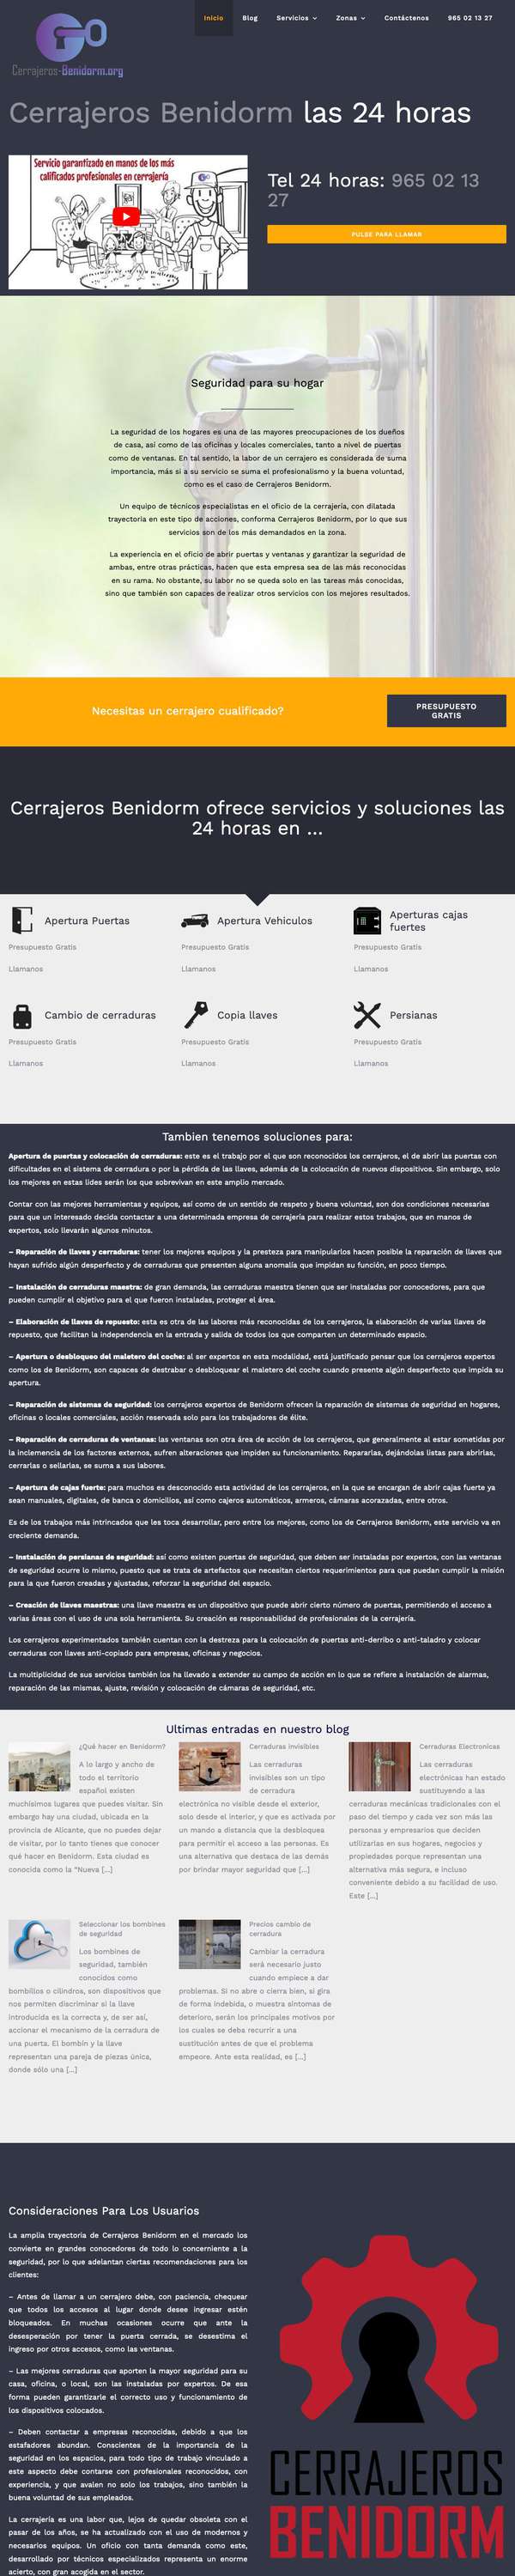 Inicio
Blog
Servicios
Zonas
Contáctenos
965 02 13 27
Cerrajeros-Benidorm.org
Cerrajeros Benidorm las 24 horas
Servicio garantizado en manos de los más
calificados profesionales en cerrajería
Tel 24 horas: 965 02 13
27
PULSE PARA LLAMAR
Seguridad para su hogar
La seguridad de los hogares es una de las mayores preocupaciones de los dueños
de casa, así como de las oficinas y locales comerciales, tanto a nivel de puertas
como de ventanas. En tal sentido, la labor de un cerrajero es considerada de suma
importancia, más si a su servicio se suma el profesionalismo y la buena voluntad,
como es el caso de Cerrajeros Benidorm.
Un equipo de técnicos especialistas en el oficio de la cerrajería, con dilatada
trayectoria en este tipo de acciones, conforma Cerrajeros Benidorm, por lo que sus
servicios son de los más demandados en la zona.
La experiencia en el oficio de abrir puertas y ventanas y garantizar la seguridad de
ambas, entre otras prácticas, hacen que esta empresa sea de las más reconocidas
en su rama. No obstante, su labor no se queda solo en las tareas más conocidas,
sino que también son capaces de realizar otros servicios con los mejores resultados.
Necesitas un cerrajero cualificado?
PRESUPUESTO
GRATIS
Cerrajeros Benidorm ofrece servicios y soluciones las
24 horas en ...
Apertura Puertas
Presupuesto Gratis
Llamanos
Apertura Vehiculos
Presupuesto Gratis
Llamanos
Aperturas cajas
fuertes
Presupuesto Gratis
Llamanos
Cambio de cerraduras
Presupuesto Gratis
Llamanos
Copia llaves
Presupuesto Gratis
Llamanos
Persianas
Presupuesto Gratis
Llamanos
Tambien tenemos soluciones para:
Apertura de puertas y colocación de cerraduras: este es el trabajo por el que son reconocidos los cerrajeros, el de abrir las puertas con
dificultades en el sistema de cerradura o por la pérdida de las llaves, además de la colocación de nuevos dispositivos. Sin embargo, solo
los mejores en estas lides serán los que sobrevivan en este amplio mercado.
Contar con las mejores herramientas y equipos, así como de un sentido de respeto y buena voluntad, son dos condiciones necesarias
para que un interesado decida contactar a una determinada empresa de cerrajería para realizar estos trabajos, que en manos de
expertos, solo llevarán algunos minutos.
– Reparación de llaves y cerraduras: tener los mejores equipos y la presteza para manipularlos hacen posible la reparación de llaves que
hayan sufrido algún desperfecto y de cerraduras que presenten alguna anomalía que impidan su función, en poco tiempo.
– Instalación de cerraduras maestra: de gran demanda, las cerraduras maestra tienen que ser instaladas por conocedores, para que
pueden cumplir el objetivo para el que fueron instaladas, proteger el área.
– Elaboración de llaves de repuesto: esta es otra de las labores más reconocidas de los cerrajeros, la elaboración de varias llaves de
repuesto, que facilitan la independencia en la entrada y salida de todos los que comparten un determinado espacio.
– Apertura o desbloqueo del maletero del coche: al ser expertos en esta modalidad, está justificado pensar que los cerrajeros expertos
como los de Benidorm, son capaces de destrabar o desbloquear el maletero del coche cuando presente algún desperfecto que impida su
apertura.
– Reparación de sistemas de seguridad: los cerrajeros expertos de Benidorm ofrecen la reparación de sistemas de seguridad en hogares,
oficinas o locales comerciales, acción reservada solo para los trabajadores de élite.
– Reparación de cerraduras de ventanas: las ventanas son otra área de acción de los cerrajeros, que generalmente al estar sometidas por
la inclemencia de los factores externos, sufren alteraciones que impiden su funcionamiento. Repararlas, dejándolas listas para abrirlas,
cerrarlas o sellarlas, se suma a sus labores.
– Apertura de cajas fuerte: para muchos es desconocido esta actividad de los cerrajeros, en la que se encargan de abrir cajas fuerte ya
sean manuales, digitales, de banca o domicilios, así como cajeros automáticos, armeros, cámaras acorazadas, entre otros.
Es de los trabajos más intrincados que les toca desarrollar, pero entre los mejores, como los de Cerrajeros Benidorm, este servicio va en
creciente demanda.
– Instalación de persianas de seguridad: así como existen puertas de seguridad, que deben ser instaladas por expertos, con las ventanas
de seguridad ocurre lo mismo, puesto que se trata de artefactos que necesitan ciertos requerimientos para que puedan cumplir la misión
para la que fueron creadas y ajustadas, reforzar la seguridad del espacio.
– Creación de llaves maestras: una llave maestra es un dispositivo que puede abrir cierto número de puertas, permitiendo el acceso a
varias áreas con el uso de una sola herramienta. Su creación es responsabilidad de profesionales de la cerrajería.
Los cerrajeros experimentados también cuentan con la destreza para la colocación de puertas anti-derribo o anti-taladro y colocar
cerraduras con llaves anti-copiado para empresas, oficinas y negocios.
La multiplicidad de sus servicios también los ha llevado a extender su campo de acción en lo que se refiere a instalación de alarmas,
reparación de las mismas, ajuste, revisión y colocación de cámaras de seguridad, etc.
Ultimas entradas en nuestro blog
¿Qué hacer en Benidorm?
A lo largo y ancho de
todo el territorio
español existen
muchísimos lugares que puedes visitar. Sin
embargo hay una ciudad, ubicada en la
provincia de Alicante, que no puedes dejar
de visitar, por lo tanto tienes que conocer
qué hacer en Benidorm. Esta ciudad es
conocida como la “Nueva [...]
Cerraduras invisibles
Las cerraduras
invisibles son un tipo
de cerradura
electrónica no visible desde el exterior,
solo desde el interior, y que es activada por
un mando a distancia que la desbloquea
para permitir el acceso a las personas. Es
una alternativa que destaca de las demás
por brindar mayor seguridad que [...]
Cerraduras Electronicas
Las cerraduras
electrónicas han estado
sustituyendo a las
cerraduras mecánicas tradicionales con el
paso del tiempo y cada vez son más las
personas y empresarios que deciden
utilizarlas en sus hogares, negocios y
propiedades porque representan una
alternativa más segura, e incluso
conveniente debido a su facilidad de uso.
Este [...]
Seleccionar los bombines
de seguridad
Los bombines de
seguridad, también
conocidos como
bombillos o cilindros, son dispositivos que
nos permiten discriminar si la llave
introducida es la correcta y, de ser así,
accionar el mecanismo de la cerradura de
una puerta. El bombín y la llave
representan una pareja de piezas única,
donde sólo una [...]
Precios cambio de
cerradura
Cambiar la cerradura
será necesario justo
cuando empiece a dar
problemas. Si no abre o cierra bien, si gira
de forma indebida, o muestra síntomas de
deterioro, serán los principales motivos por
los cuales se deba recurrir a una
sustitución antes de que el problema
empeore. Ante esta realidad, es [...]
Consideraciones Para Los Usuarios
La amplia trayectoria de Cerrajeros Benidorm en el mercado los
convierte en grandes conocedores de todo lo concerniente a la
seguridad, por lo que adelantan ciertas recomendaciones para los
clientes:
– Antes de llamar a un cerrajero debe, con paciencia, chequear
que todos los accesos al lugar donde desee ingresar estén
bloqueados. En muchas ocasiones ocurre que ante la
desesperación por tener la puerta cerrada, se desestima el
ingreso por otros accesos, como las ventanas.
– Las mejores cerraduras que aporten la mayor seguridad para su
casa, oficina, o local, son las instaladas por expertos. De esa
forma pueden garantizarle el correcto uso y funcionamiento de
los dispositivos colocados.
– Deben contactar a empresas reconocidas, debido a que los
estafadores abundan. Conscientes de la importancia de la
seguridad en los espacios, para todo tipo de trabajo vinculado a
este aspecto debe contarse con profesionales reconocidos, con
experiencia, y que avalen no solo los trabajos, sino también la
buena voluntad de sus empleados.
La cerrajería es una labor que, lejos de quedar obsoleta con el
pasar de los años, se ha actualizado con el uso de modernos y
necesarios equipos. Un oficio con tanta demanda como este,
desarrollado por técnicos especializados representa un enorme
acierto, con gran acogida en el sector.
CERRAJEROS
BENIDORM